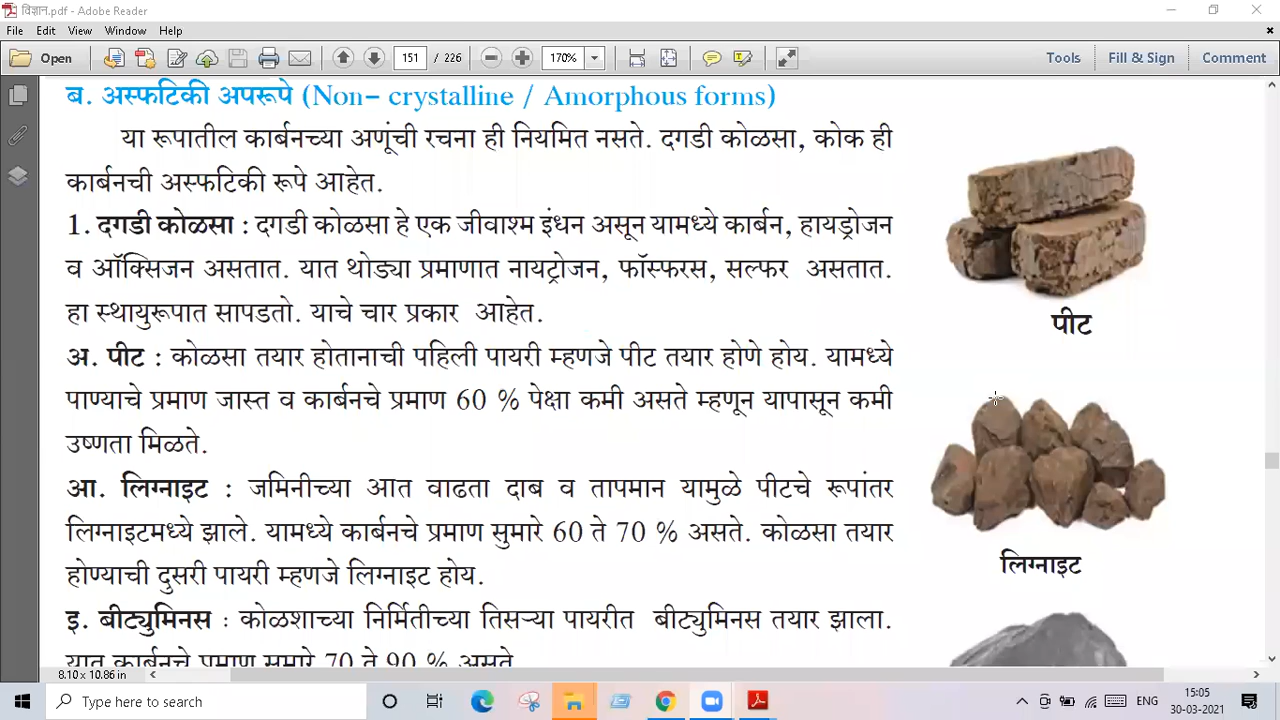 विज्ञान.pdf - Adobe Reader
File Edit View Window Help
Open 151 / 226 170% Tools Fill & Sign Comment
ब. अस्फटिकी अपरूपे (Non- crystalline / Amorphous forms)
या रूपातील कार्बनच्या अणूंची रचना ही नियमित नसते. दगडी कोळसा, कोक ही
कार्बनची अस्फटिकी रूपे आहेत.
1. दगडी कोळसा : दगडी कोळसा हे एक जीवाश्म इंधन असून यामध्ये कार्बन, हायड्रोजन
व ऑक्सिजन असतात. यात थोड्या प्रमाणात नायट्रोजन, फॉस्फरस, सल्फर असतात.
हा स्थायुरूपात सापडतो. याचे चार प्रकार आहेत.
अ. पीट : कोळसा तयार होतानाची पहिली पायरी म्हणजे पीट तयार होणे होय. यामध्ये
पाण्याचे प्रमाण जास्त व कार्बनचे प्रमाण 60 % पेक्षा कमी असते म्हणून यापासून कमी
उष्णता मिळते.
आ. लिग्नाइट : जमिनीच्या आत वाढता दाब व तापमान यामुळे पीटचे रूपांतर
लिग्नाइटमध्ये झाले. यामध्ये कार्बनचे प्रमाण सुमारे 60 ते 70 % असते. कोळसा तयार
होण्याची दुसरी पायरी म्हणजे लिग्नाइट होय.
इ. बीट्युमिनस : कोळशाच्या निर्मितीच्या तिसऱ्या पायरीत बीट्युमिनस तयार झाला.
यात कार्बनचे प्रमाण सुमारे 70 ते 90 % असते
पीट
लिग्नाइट
8.10 x 10.86 in
Type here to search
ENG
15:05
30-03-2021